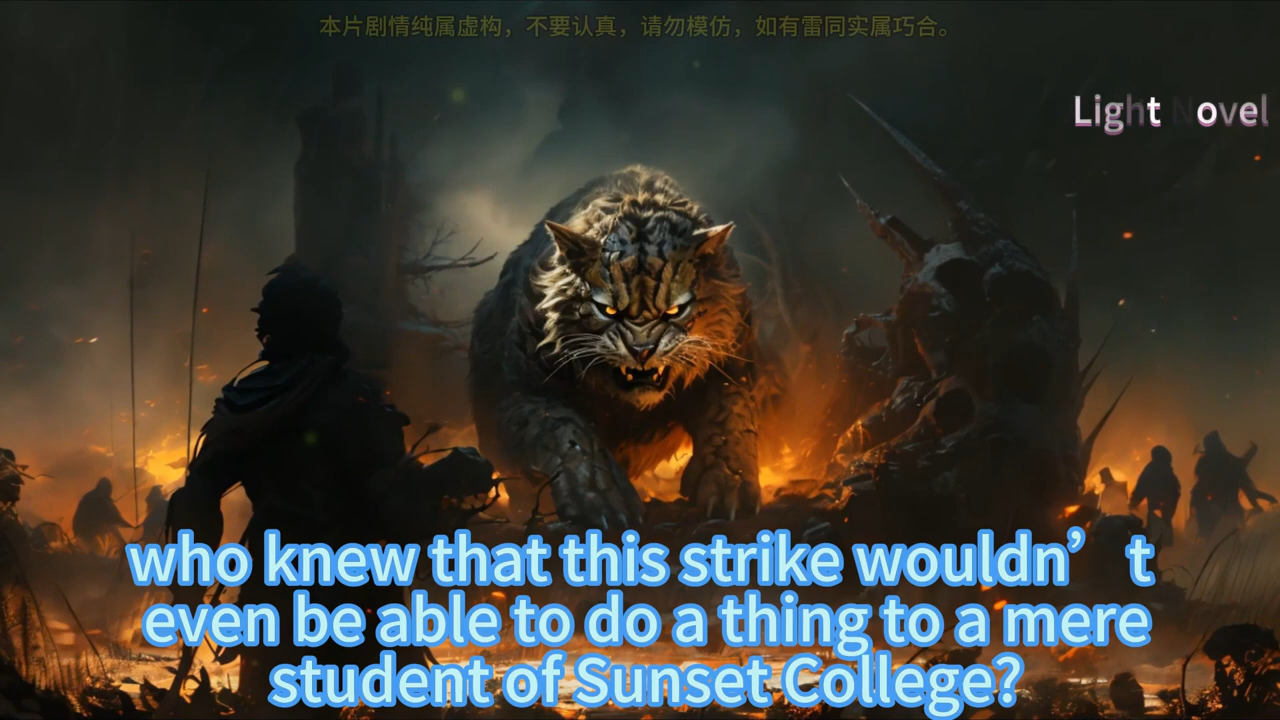 本片剧情纯属虚构，不要认真，请勿模仿，如有雷同实属巧合。
Light Novel
who knew that this strike wouldn’t
even be able to do a thing to a mere
student of Sunset College?